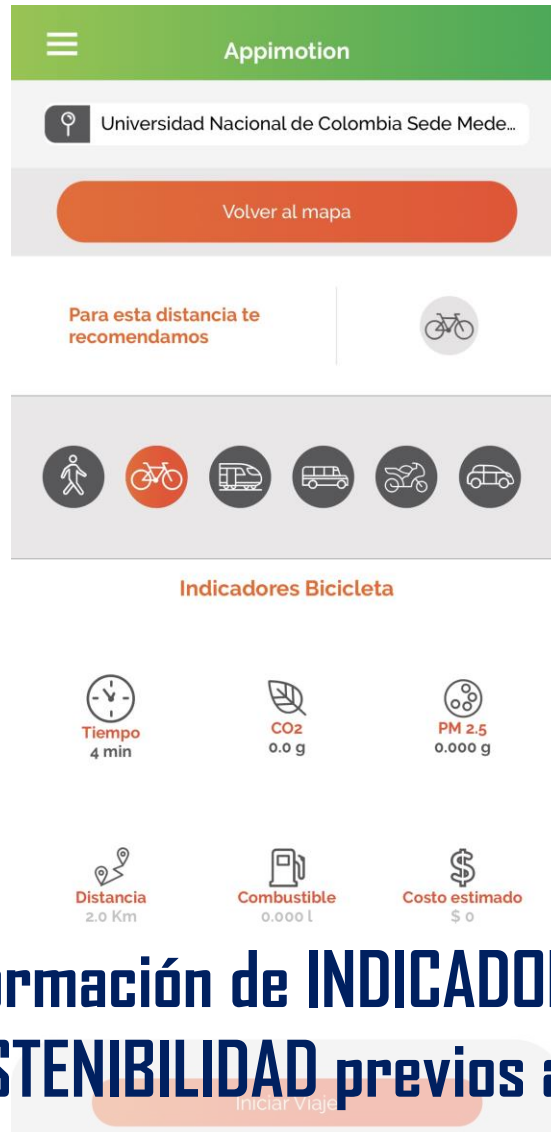 Appimotion
Universidad Nacional de Colombia Sede Mede...
Volver al mapa
Para esta distancia te
recomendamos
Indicadores Bicicleta
Tiempo
4 min
CO2
0.0 g
PM 2.5
0.000 g
Distancia
2.0 Km
Combustible
0.000 l
Costo estimado
$ 0
rmación de INDICADO
STENIBILIDAD previos a
Iniciar Viaje